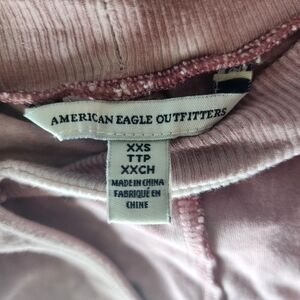 AMERICAN EAGLE OUTFITTERS
XXS
TTP
XXCH
MADE IN CHINA
FABRIQUÉ EN
CHINE